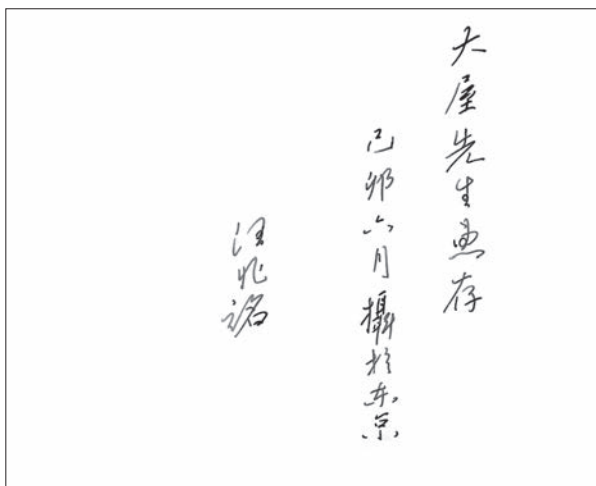 大屋先生惠存
己卯六月攝於东京
汪兆銘